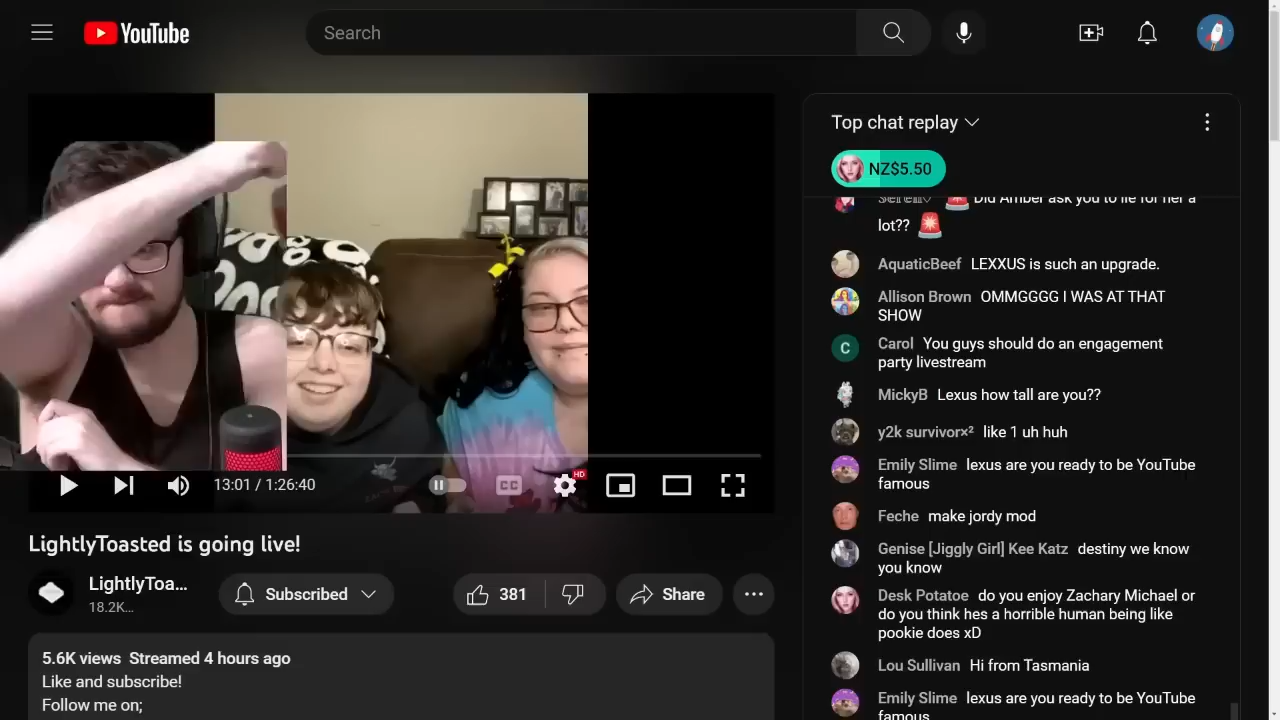 YouTube
Search
Top chat replay
NZ$5.50
Did Amber ask you to lie for her a
lot??
AquaticBeef LEXXUS is such an upgrade.
Allison Brown OMMGGGG I WAS AT THAT
SHOW
Carol You guys should do an engagement
party livestream
C
MickyB Lexus how tall are you??
y2k survivorײ like 1 uh huh
Emily Slime lexus are you ready to be YouTube
famous
Feche make jordy mod
Genise [Jiggly Girl] Kee Katz destiny we know
you know
Desk Potatoe do you enjoy Zachary Michael or
do you think hes a horrible human being like
pookie does xD
Lou Sullivan Hi from Tasmania
Emily Slime lexus are you ready to be YouTube
famous
13:01 / 1:26:40
CC
HD
LightlyToasted is going live!
LightlyToa...
18.2K...
Subscribed
381
Share
5.6K views Streamed 4 hours ago
Like and subscribe!
Follow me on;